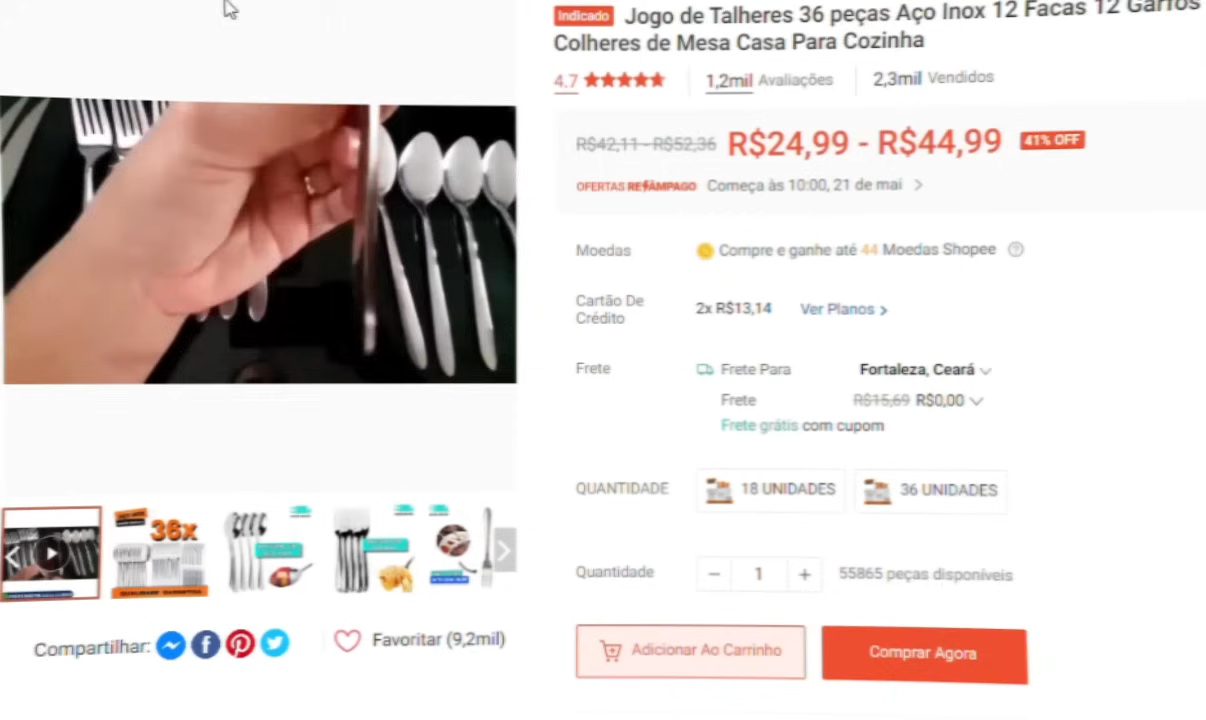 Indicado Jogo de Talheres 36 peças Aço Inox 12 Facas 12 Garfos
Colheres de Mesa Casa Para Cozinha
4.7 1,2mil Avaliações 2,3mil Vendidos
R$42,11 - R$52,36 R$24,99 - R$44,99 41% OFF
OFERTAS RELÂMPAGO Começa às 10:00, 21 de mai
Moedas Compre e ganhe até 44 Moedas Shopee ?
Cartão De
Crédito
2x R$13,14 Ver Planos
Frete Frete Para Fortaleza, Ceará
Frete R$15,69 R$0,00
Frete grátis com cupom
QUANTIDADE 18 UNIDADES 36 UNIDADES
36x
Quantidade − 1 + 55865 peças disponíveis
Compartilhar: f Favoritar (9,2mil)
Adicionar Ao Carrinho Comprar Agora